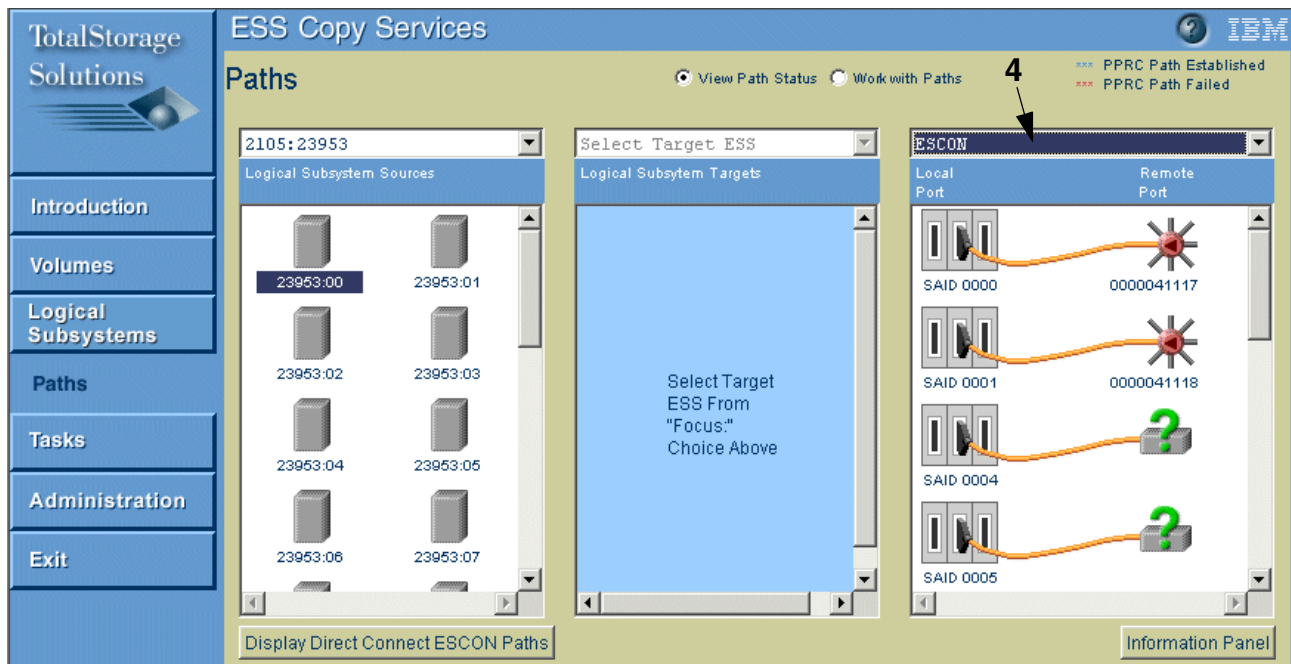 TotalStorage
Solutions
ESS Copy Services
? IBM
Paths
View Path Status Work with Paths
4
*** PPRC Path Established
*** PPRC Path Failed
2105:23953
Select Target ESS
ESCON
Logical Subsystem Sources
Logical Subsytem Targets
Local
Port
Remote
Port
Introduction
Volumes
Logical
Subsystems
Paths
Tasks
Administration
Exit
23953:00 23953:01
23953:02 23953:03
23953:04 23953:05
23953:06 23953:07
Select Target
ESS From
"Focus:"
Choice Above
SAID 0000 0000041117
SAID 0001 0000041118
?
SAID 0004
?
SAID 0005
Display Direct Connect ESCON Paths
Information Panel